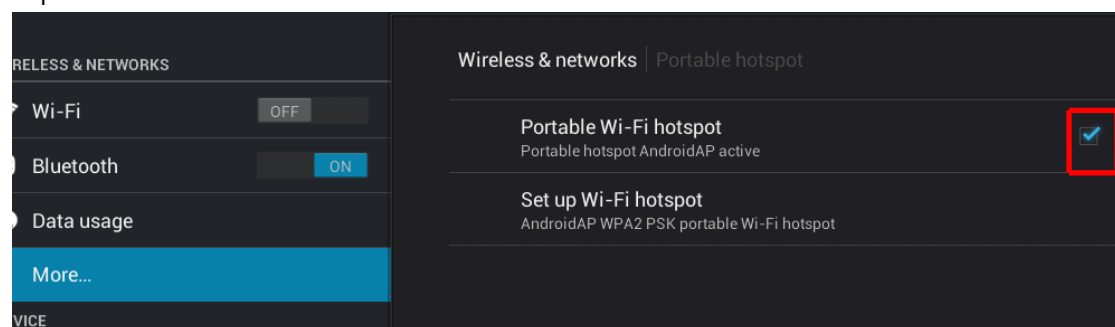 RELESS & NETWORKS
Wi-Fi
OFF
Bluetooth
ON
Data usage
More...
VICE
Wireless & networks
Portable hotspot
Portable Wi-Fi hotspot
Portable hotspot AndroidAP active
Set up Wi-Fi hotspot
AndroidAP WPA2 PSK portable Wi-Fi hotspot